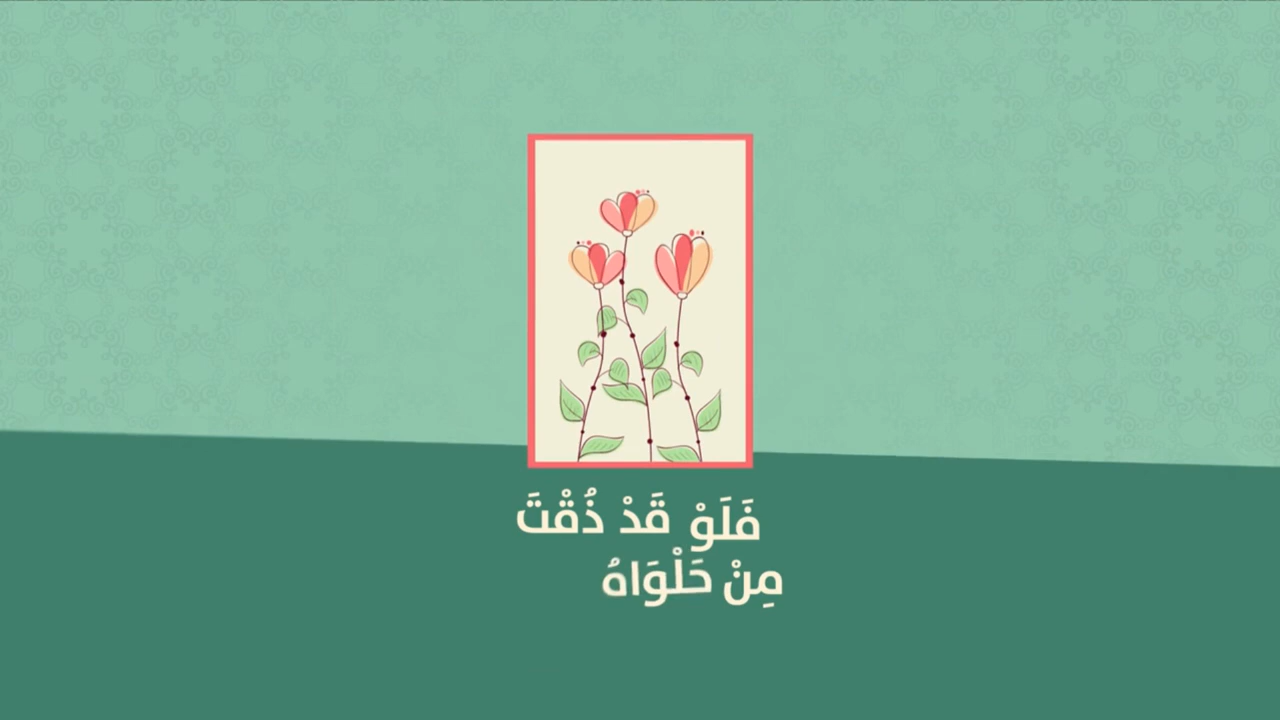 فَلَوْ قَدْ ذُقْتَ
مِنْ حَلْوَاهُ